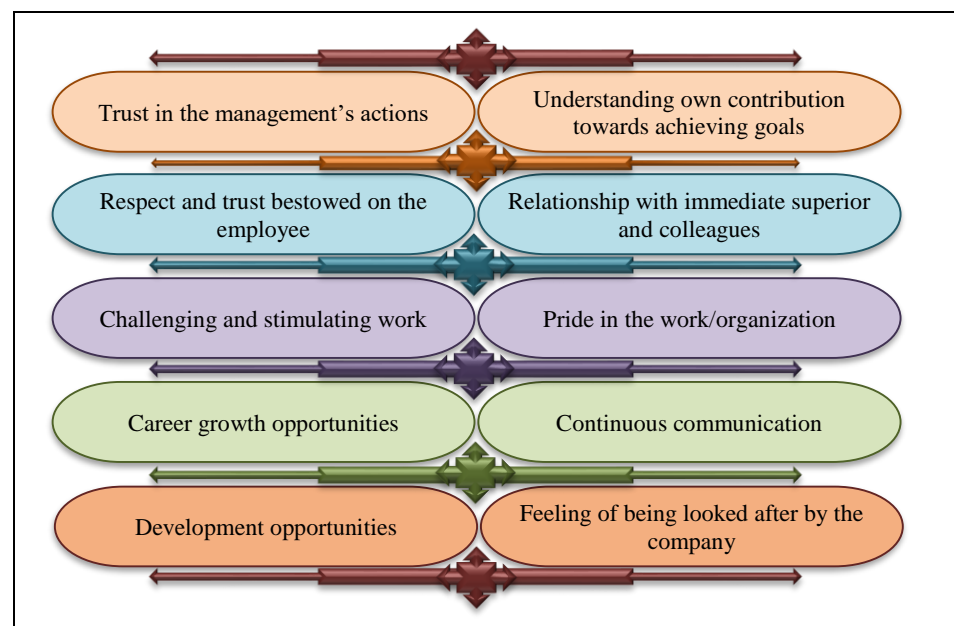 Trust in the management’s actions
Understanding own contribution
towards achieving goals
Respect and trust bestowed on the
employee
Relationship with immediate superior
and colleagues
Challenging and stimulating work
Pride in the work/organization
Career growth opportunities
Continuous communication
Development opportunities
Feeling of being looked after by the
company